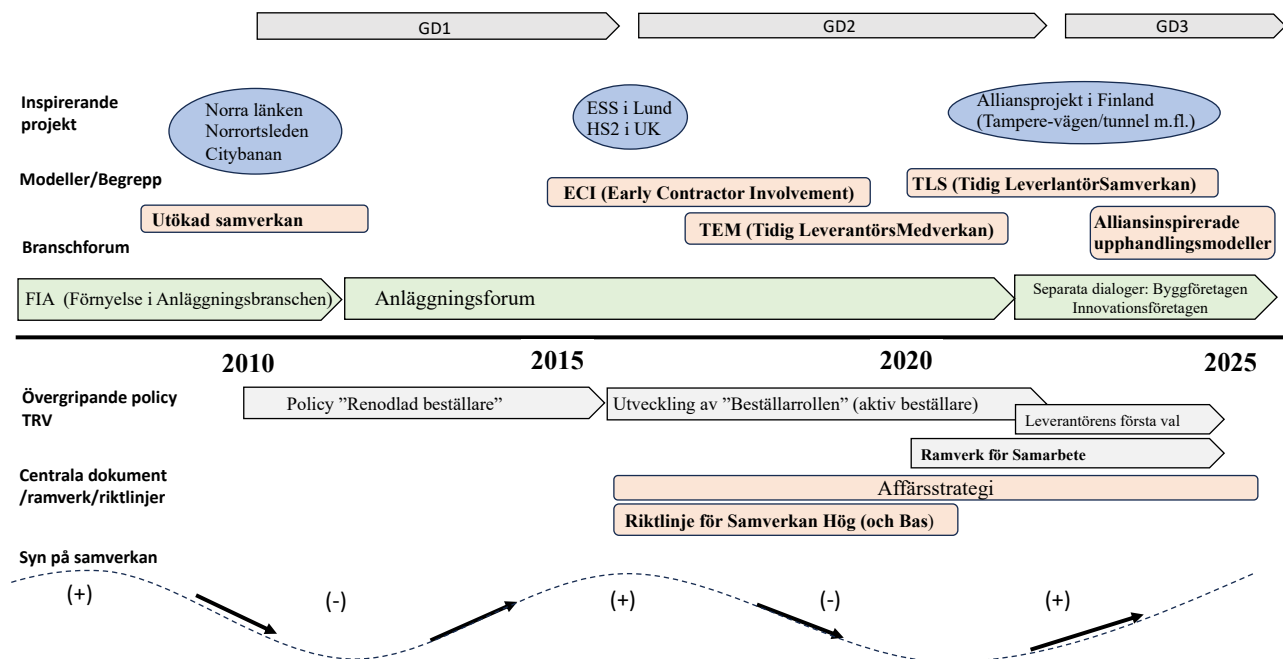 GD1
GD2
GD3
Inspirerande
projekt
Norra länken
Norrortsleden
Citybanan
ESS i Lund
HS2 i UK
Alliansprojekt i Finland
(Tampere-vägen/tunnel m.fl.)
Modeller/Begrepp
Utökad samverkan
ECI (Early Contractor Involvement)
TEM (Tidig LeverantörsMedverkan)
TLS (Tidig LeverlantörSamverkan)
Alliansinspirerade
upphandlingsmodeller
Branschforum
FIA (Förnyelse i Anläggningsbranschen)
Anläggningsforum
Separata dialoger: Byggföretagen
Innovationsföretagen
2010
2015
2020
2025
Övergripande policy
TRV
Policy ”Renodlad beställare”
Utveckling av ”Beställarrollen” (aktiv beställare)
Leverantörens första val
Ramverk för Samarbete
Centrala dokument
/ramverk/riktlinjer
Affärsstrategi
Riktlinje för Samverkan Hög (och Bas)
Syn på samverkan
(+)
(-)
(+)
(-)
(+)